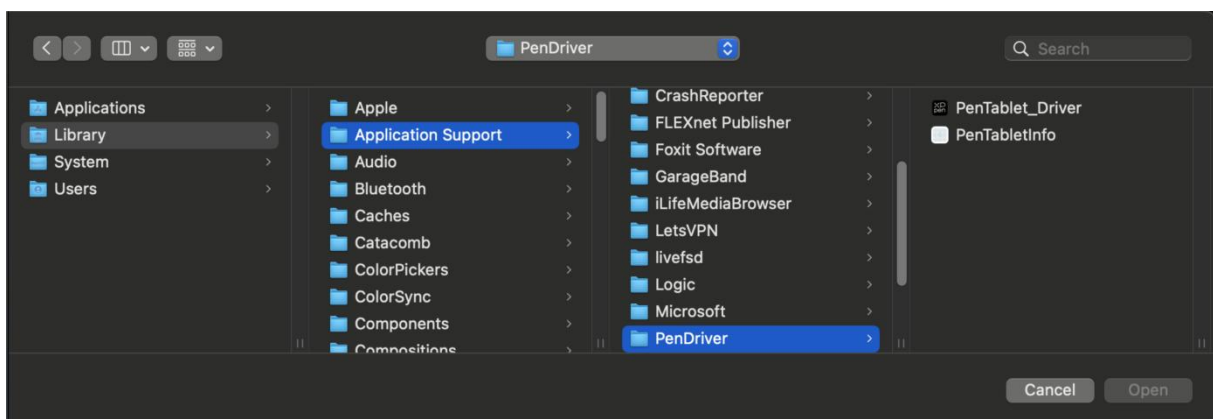 PenDriver
Search
Applications
Library
System
Users
Apple
Application Support
Audio
Bluetooth
Caches
Catacomb
ColorPickers
ColorSync
Components
Compositions
CrashReporter
FLEXnet Publisher
Foxit Software
GarageBand
iLifeMediaBrowser
LetsVPN
livefsd
Logic
Microsoft
PenDriver
PenTablet_Driver
PenTabletInfo
Cancel
Open